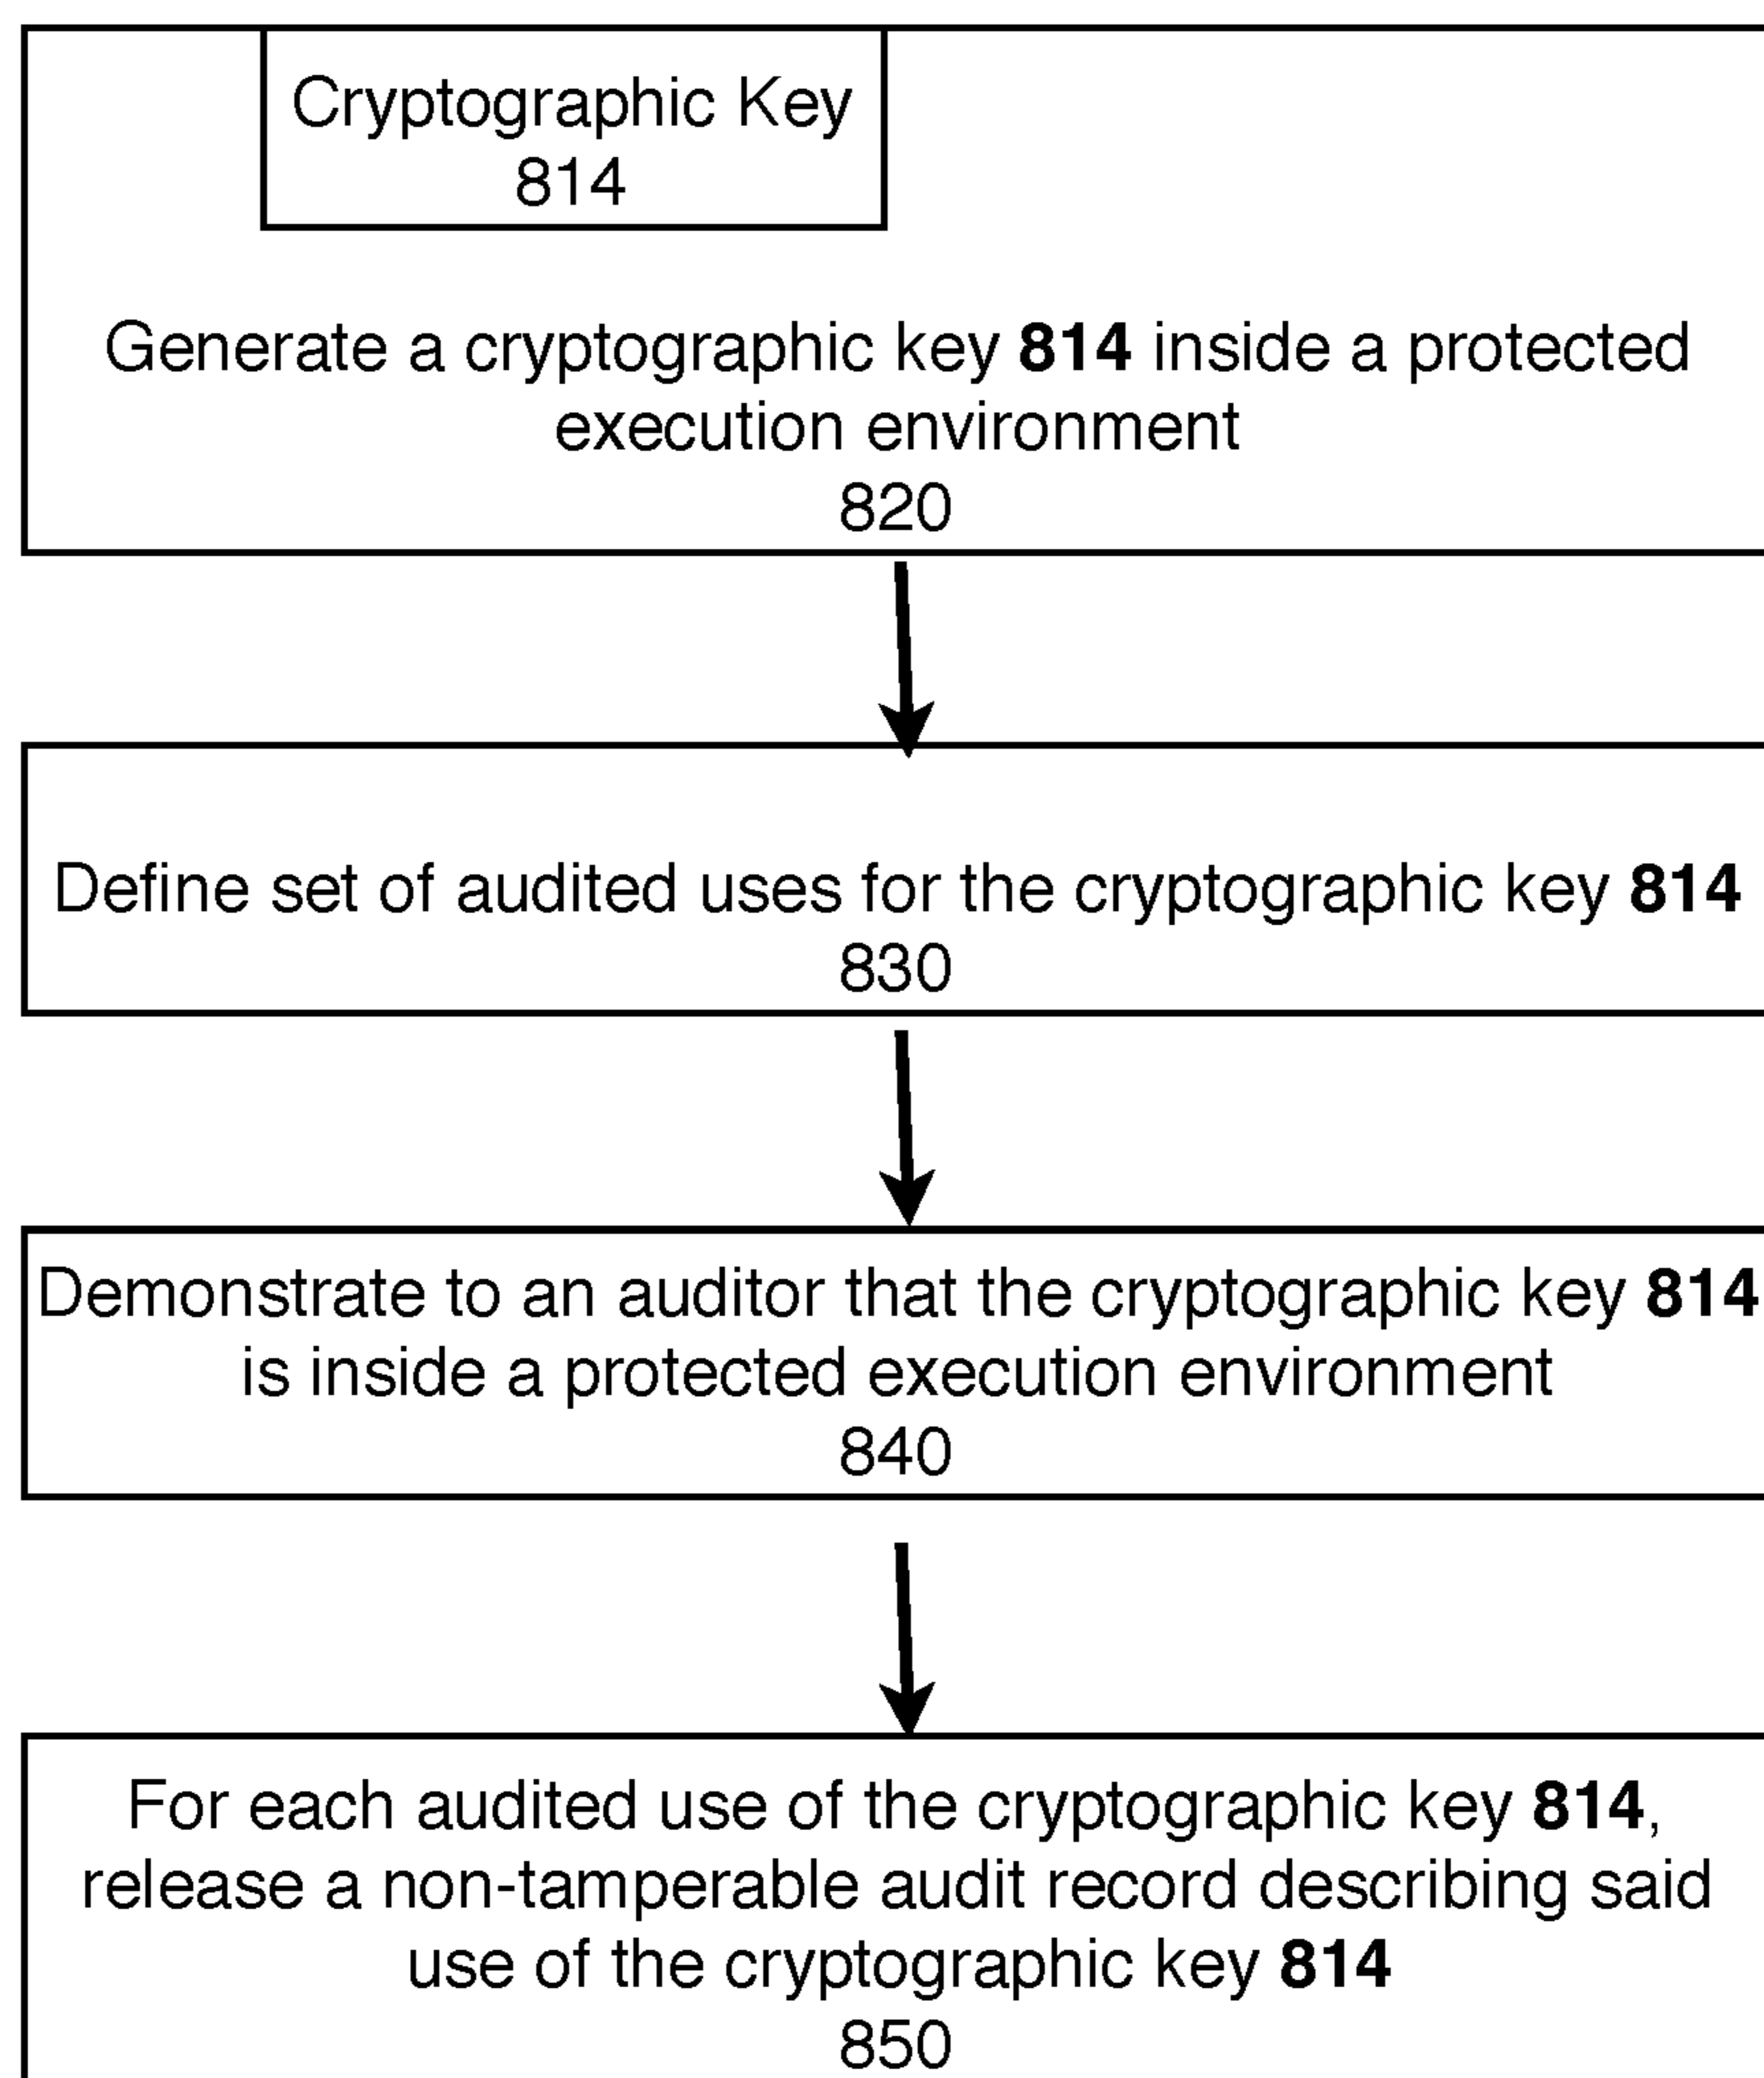 Cryptographic Key
814
Generate a cryptographic key 814 inside a protected
execution environment
820
Define set of audited uses for the cryptographic key 814
830
Demonstrate to an auditor that the cryptographic key 814
is inside a protected execution environment
840
For each audited use of the cryptographic key 814,
release a non-tamperable audit record describing said
use of the cryptographic key 814
850